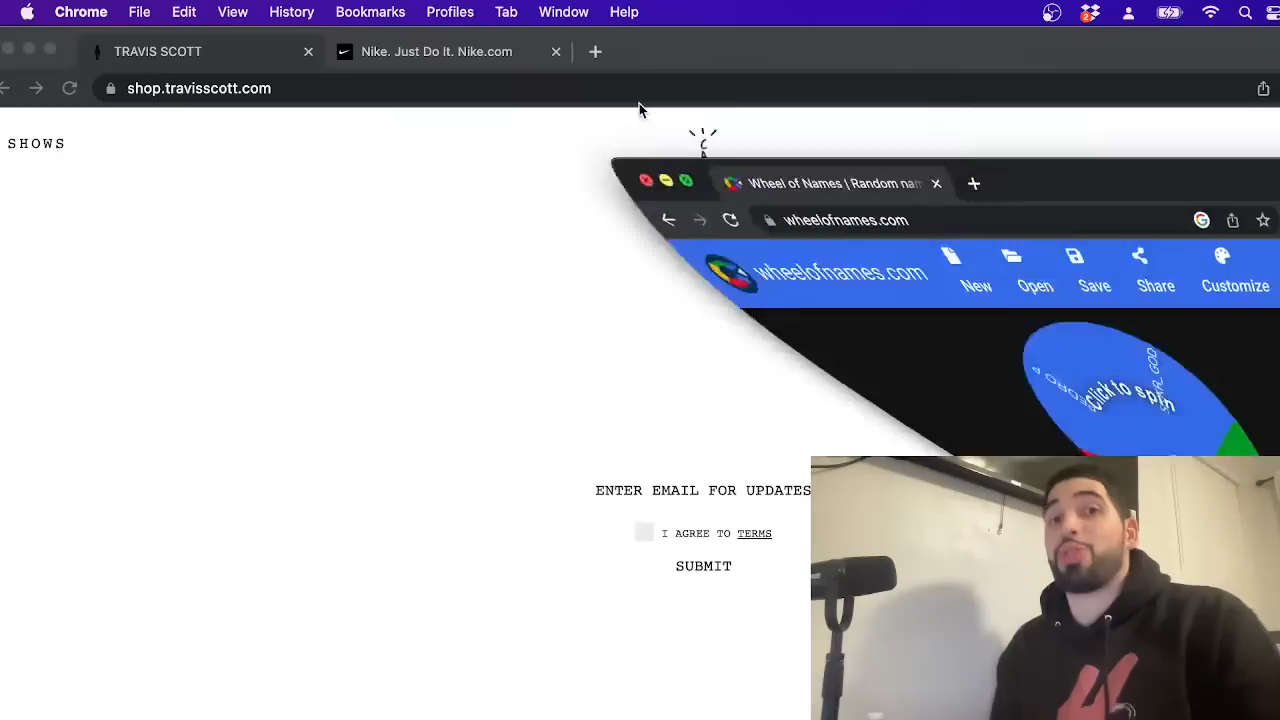 Chrome File Edit View History Bookmarks Profiles Tab Window Help
2
TRAVIS SCOTT Nike. Just Do It. Nike.com
shop.travisscott.com
SHOWS
Wheel of Names | Random nam
wheelofnames.com
wheelofnames.com
New Open Save Share Customize
click to spin
ENTER EMAIL FOR UPDATES
I AGREE TO TERMS
SUBMIT